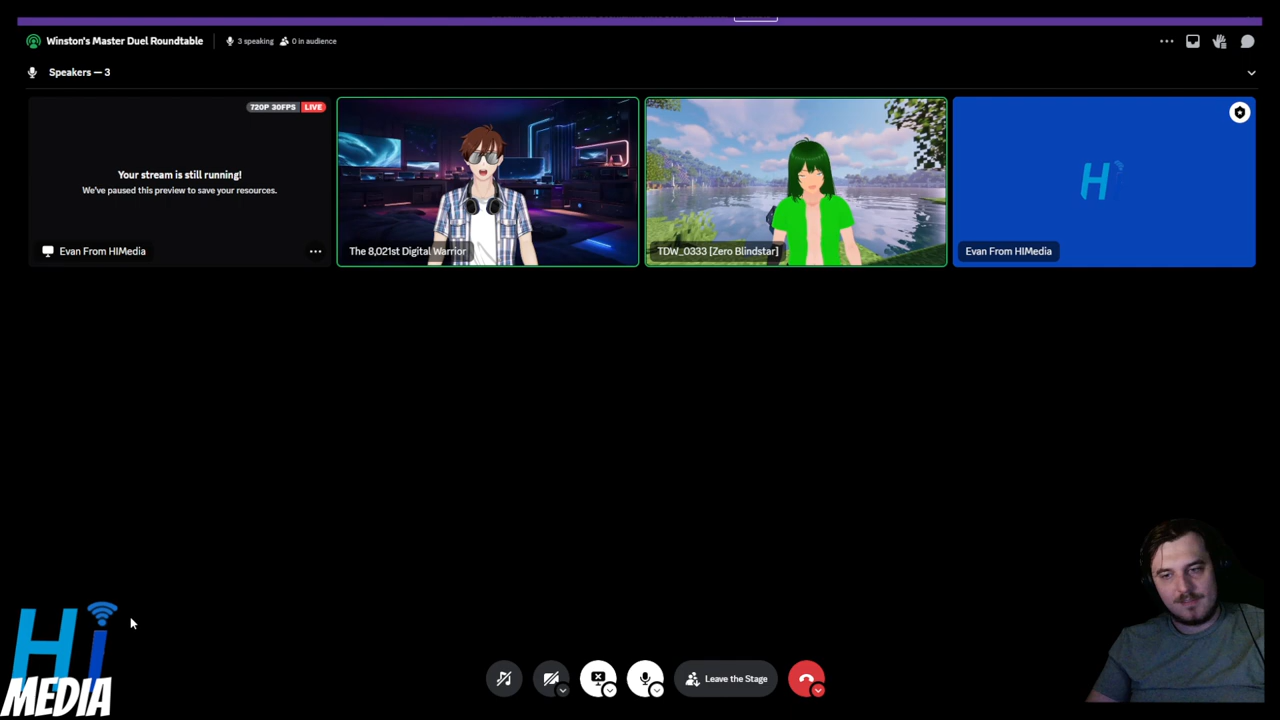 Winston's Master Duel Roundtable
3 speaking
0 in audience
Speakers — 3
720P 30FPS
LIVE
Your stream is still running!
We've paused this preview to save your resources.
Evan From HIMedia
The 8,021st Digital Warrior
TDW_0333 [Zero Blindstar]
Hi
Evan From HIMedia
Hi
MEDIA
Leave the Stage